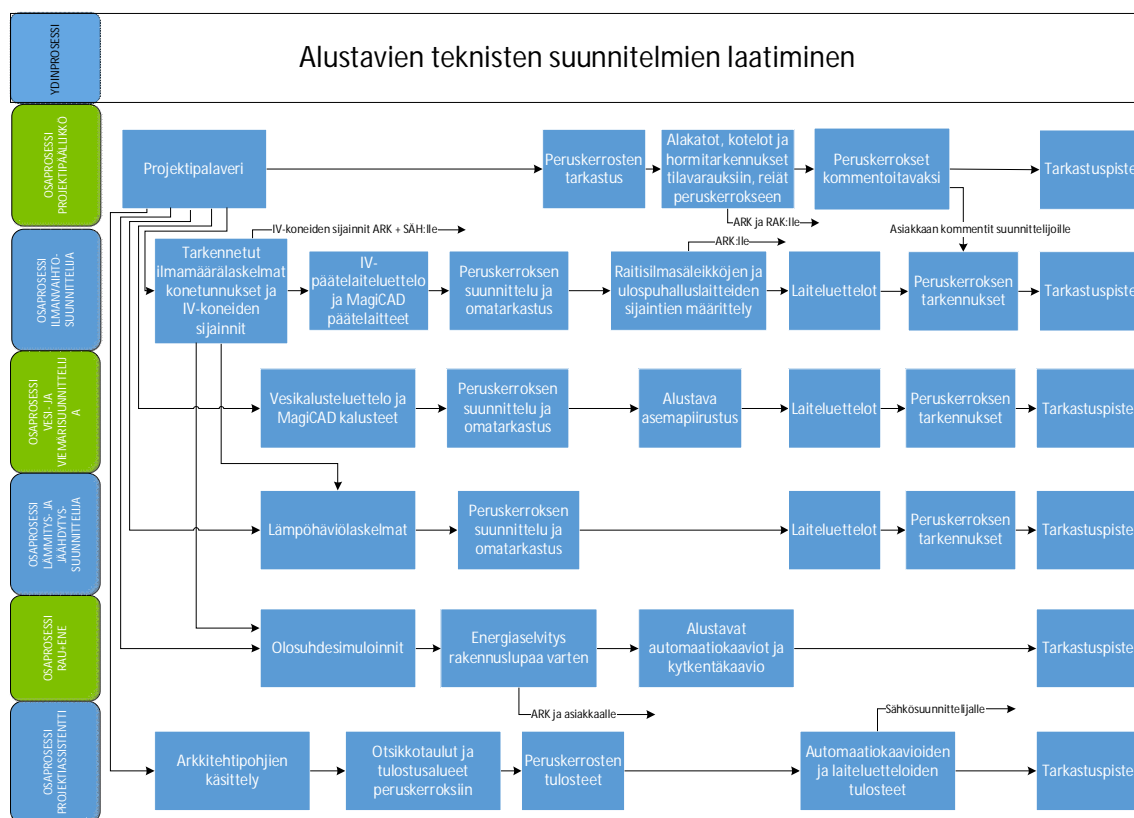 YDINPROSESSI
Alustavien teknisten suunnitelmien laatiminen
OSAPROSESSI
PROJEKTIPÄÄLLIKKÖ
Projektipalaveri
Peruskerrosten
tarkastus
Alakatot, kotelot ja
hormitarkennukset
tilavarauksiin, reiät
peruskerrokseen
Peruskerrokset
kommentoitavaksi
Tarkastuspiste
ARK ja RAK:lle
Asiakkaan kommentit suunnittelijoille
OSAPROSESSI
ILMANVAIHTO-
SUUNNITTELIJA
IV-koneiden sijainnit ARK + SÄH:lle
ARK:lle
Tarkennetut
ilmamäärälaskelmat
konetunnukset ja
IV-koneiden
sijainnit
IV-
päätelaiteluettelo
ja MagiCAD
päätelaitteet
Peruskerroksen
suunnittelu ja
omatarkastus
Raitisilmasäleikköjen ja
ulospuhalluslaitteiden
sijaintien määrittely
Laiteluettelot
Peruskerroksen
tarkennukset
Tarkastuspiste
OSAPROSESSI
VESI- JA
VIEMÄRISUUNNITTELIJ
A
Vesikalusteluettelo ja
MagiCAD kalusteet
Peruskerroksen
suunnittelu ja
omatarkastus
Alustava
asemapiirustus
Laiteluettelot
Peruskerroksen
tarkennukset
Tarkastuspiste
OSAPROSESSI
LÄMMITYS- JA
JÄÄHDYTYS-
SUUNNITTELIJA
Lämpöhäviölaskelmat
Peruskerroksen
suunnittelu ja
omatarkastus
Laiteluettelot
Peruskerroksen
tarkennukset
Tarkastuspiste
OSAPROSESSI
RAU+ENE
Olosuhdesimuloinnit
Energiaselvitys
rakennuslupaa varten
Alustavat
automaatiokaaviot ja
kytkentäkaavio
Tarkastuspiste
ARK ja asiakkaalle
Sähkösuunnittelijalle
OSAPROSESSI
PROJEKTIASSISTENTTI
Arkkitehtipohjien
käsittely
Otsikkotaulut ja
tulostusalueet
peruskerroksiin
Peruskerrosten
tulosteet
Automaatiokaavioiden
ja laiteluetteloiden
tulosteet
Tarkastuspiste